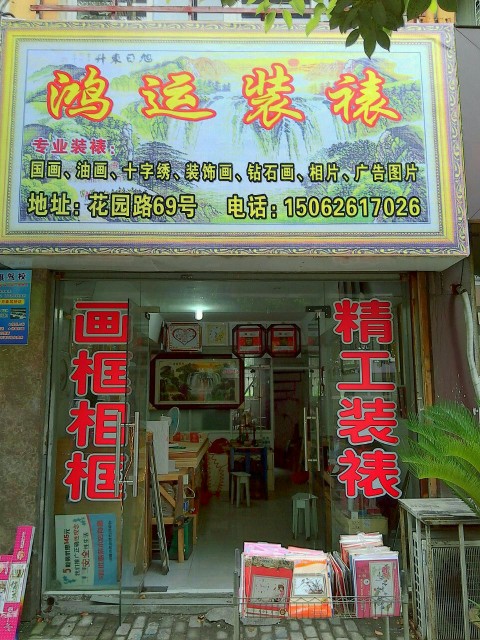 旭日東升
鸿运装裱
专业装裱：
国画、油画、十字绣、装饰画、钻石画、相片、广告图片
地址：花园路69号 电话：15062617026
画框相框
精工装裱